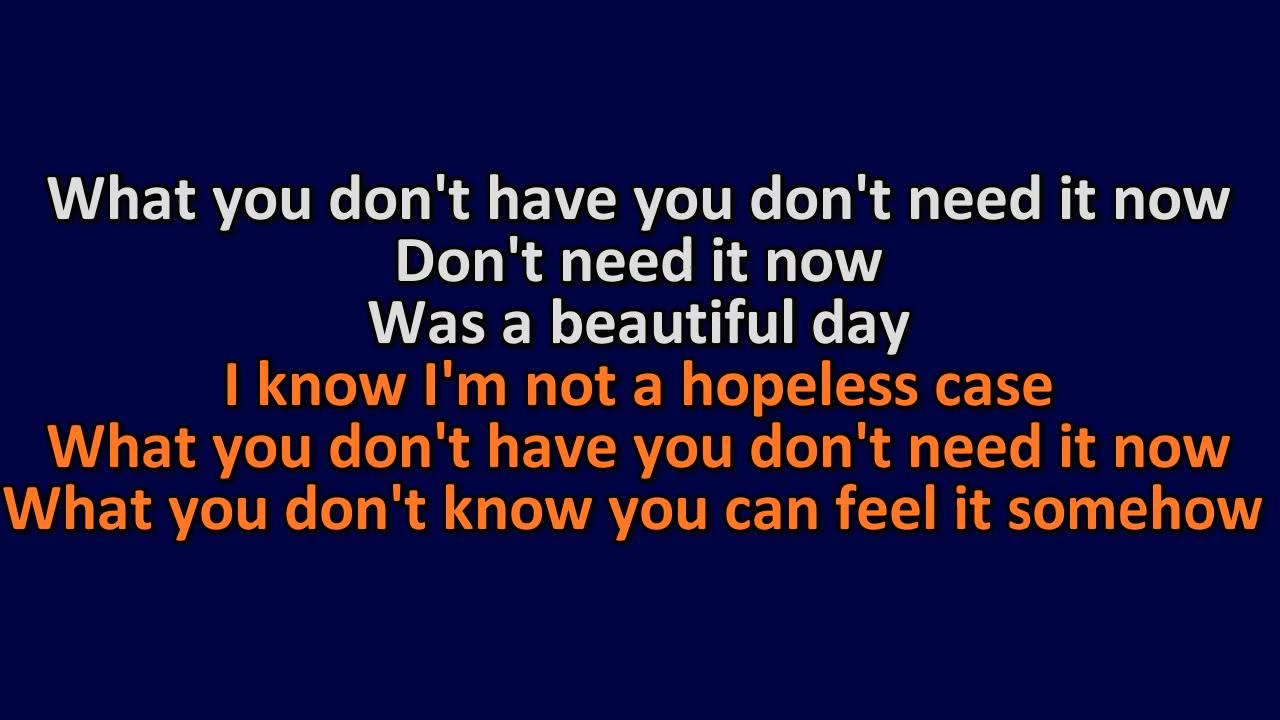 What you don't have you don't need it now
Don't need it now
Was a beautiful day
I know I'm not a hopeless case
What you don't have you don't need it now
What you don't know you can feel it somehow